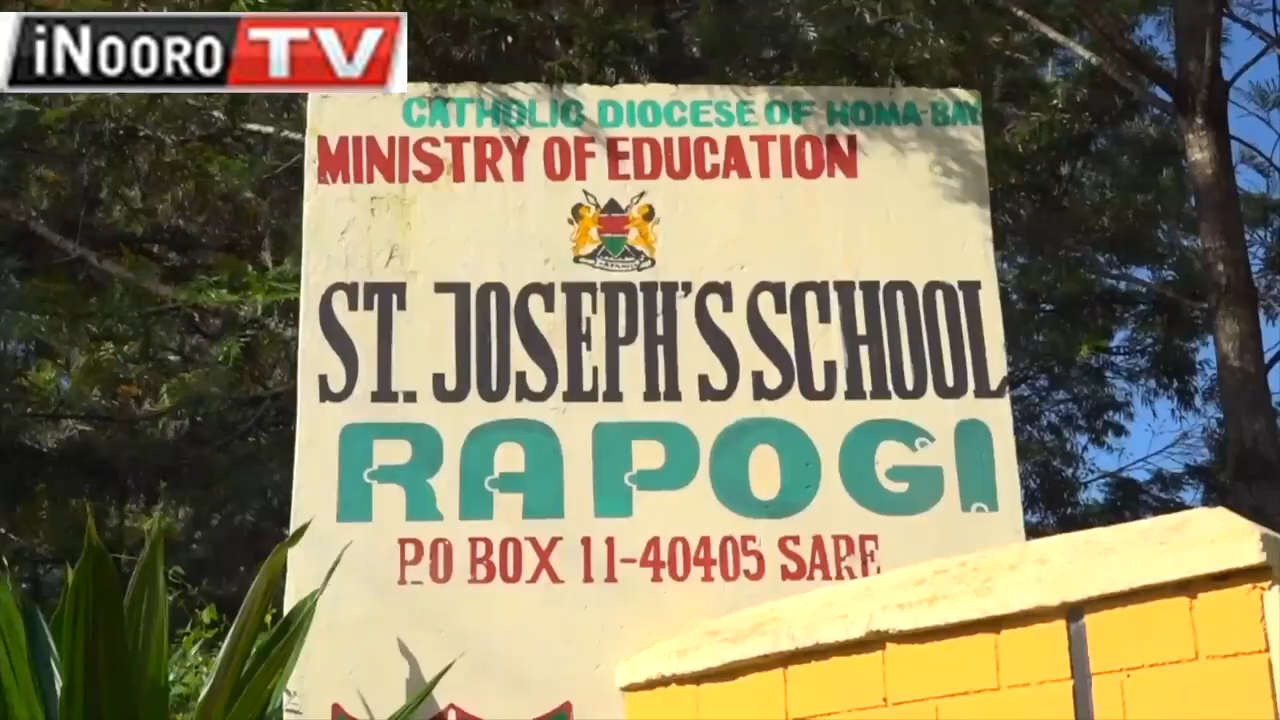 iNOORO TV
CATHOLIC DIOCESE OF HOMA-BAY
MINISTRY OF EDUCATION
ST. JOSEPH'S SCHOOL
RAPOGI
P.O BOX 11-40405 SARE